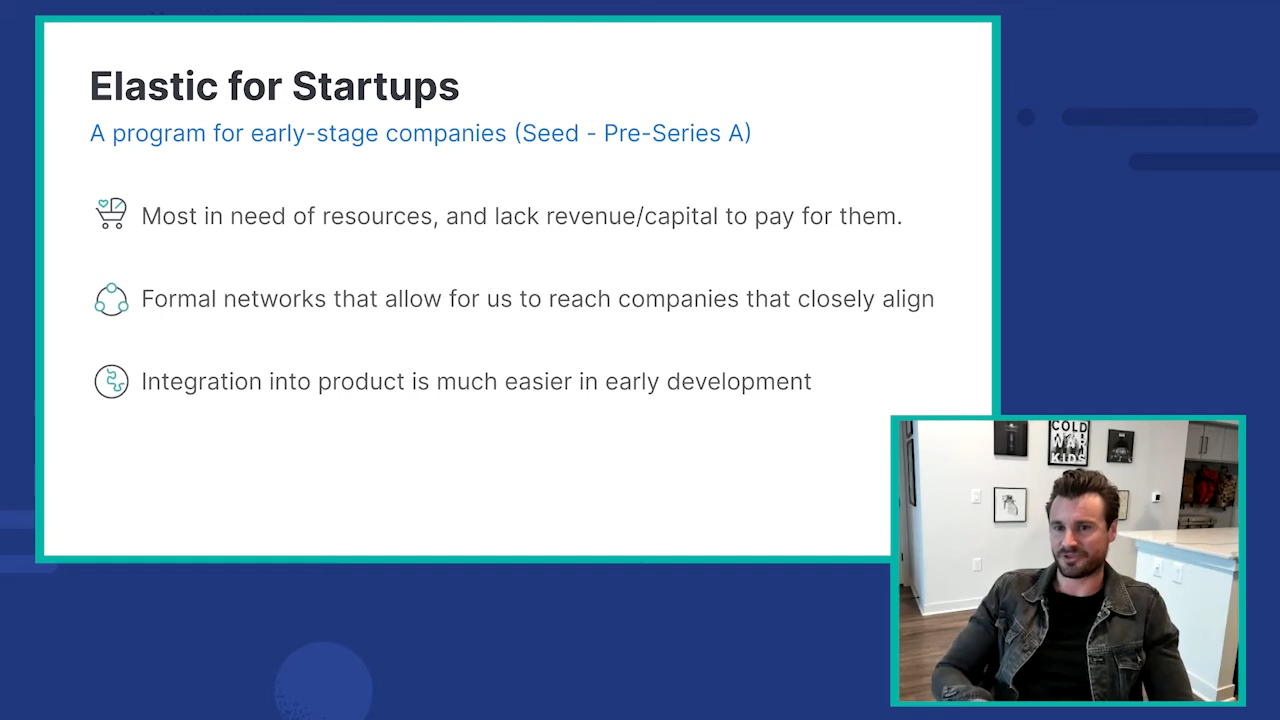 Elastic for Startups
A program for early-stage companies (Seed - Pre-Series A)
Most in need of resources, and lack revenue/capital to pay for them.
Formal networks that allow for us to reach companies that closely align
Integration into product is much easier in early development
COLD
WAR
KIDS